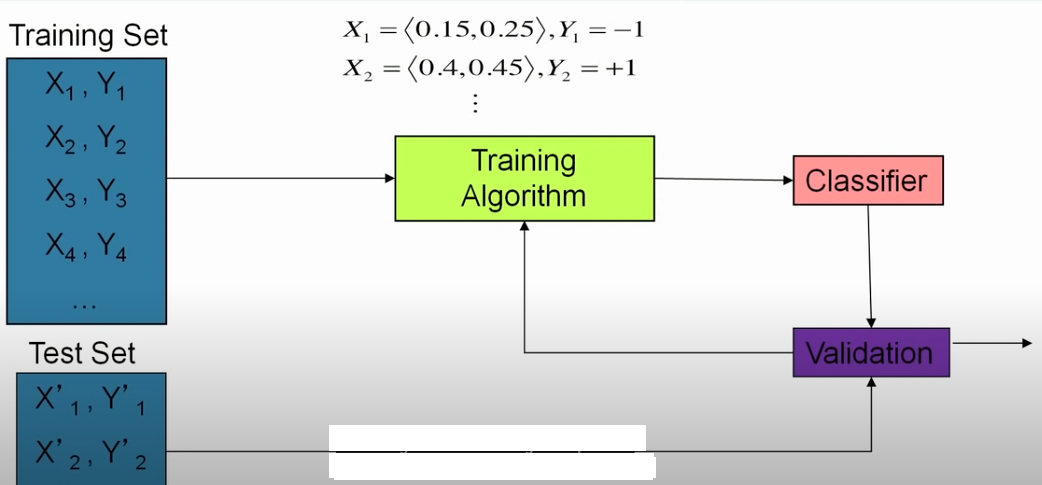 Training Set
X₁, Y₁
X₂, Y₂
X₃, Y₃
X₄, Y₄
...
X₁ = ⟨0.15,0.25⟩, Y₁ = −1
X₂ = ⟨0.4,0.45⟩, Y₂ = +1
⋮
Training
Algorithm
Classifier
Validation
Test Set
X’₁, Y’₁
X’₂, Y’₂